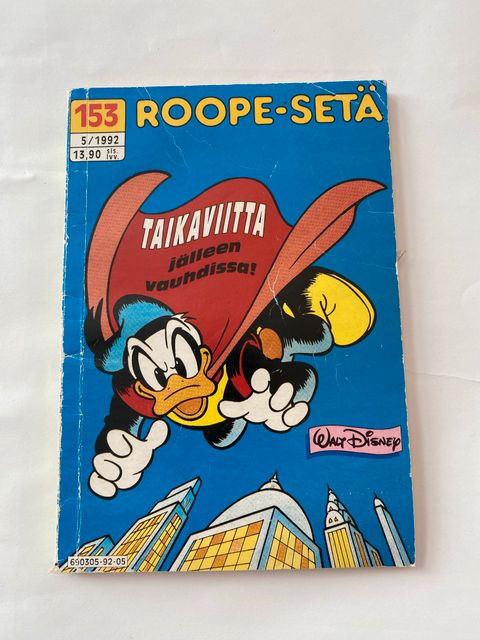 153
ROOPE-SETÄ
5/1992
13,90 sis. lvv.
TAIKAVIITTA
jälleen
vauhdissa!
WALT DISNEY
690305-92-05